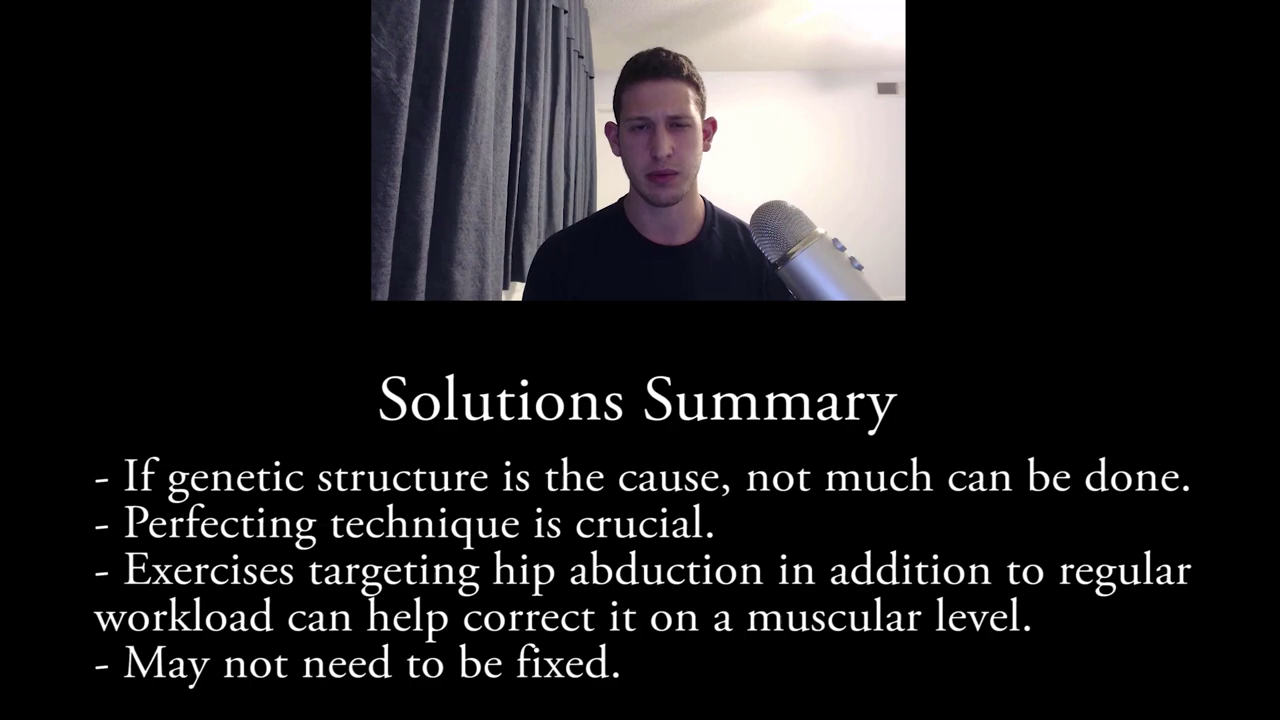 Solutions Summary
- If genetic structure is the cause, not much can be done.
- Perfecting technique is crucial.
- Exercises targeting hip abduction in addition to regular
workload can help correct it on a muscular level.
- May not need to be fixed.